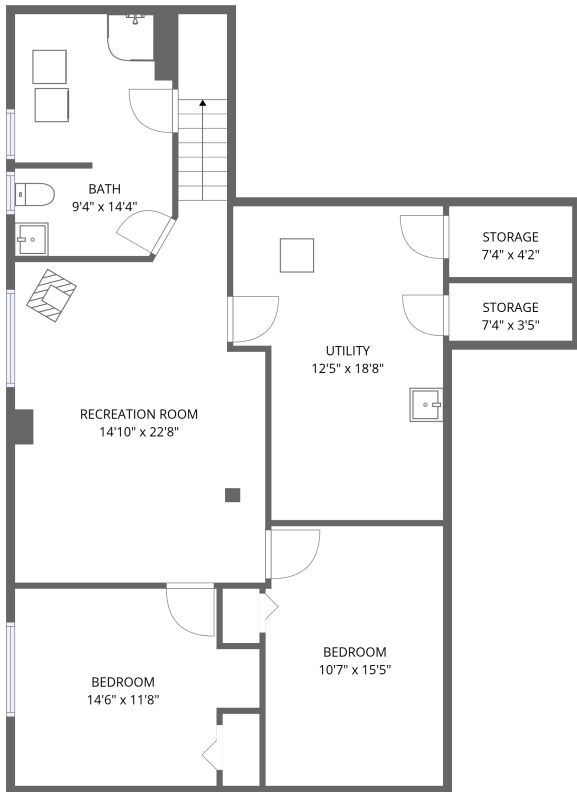 BATH
9'4" x 14'4"
STORAGE
7'4" x 4'2"
STORAGE
7'4" x 3'5"
UTILITY
12'5" x 18'8"
RECREATION ROOM
14'10" x 22'8"
BEDROOM
10'7" x 15'5"
BEDROOM
14'6" x 11'8"